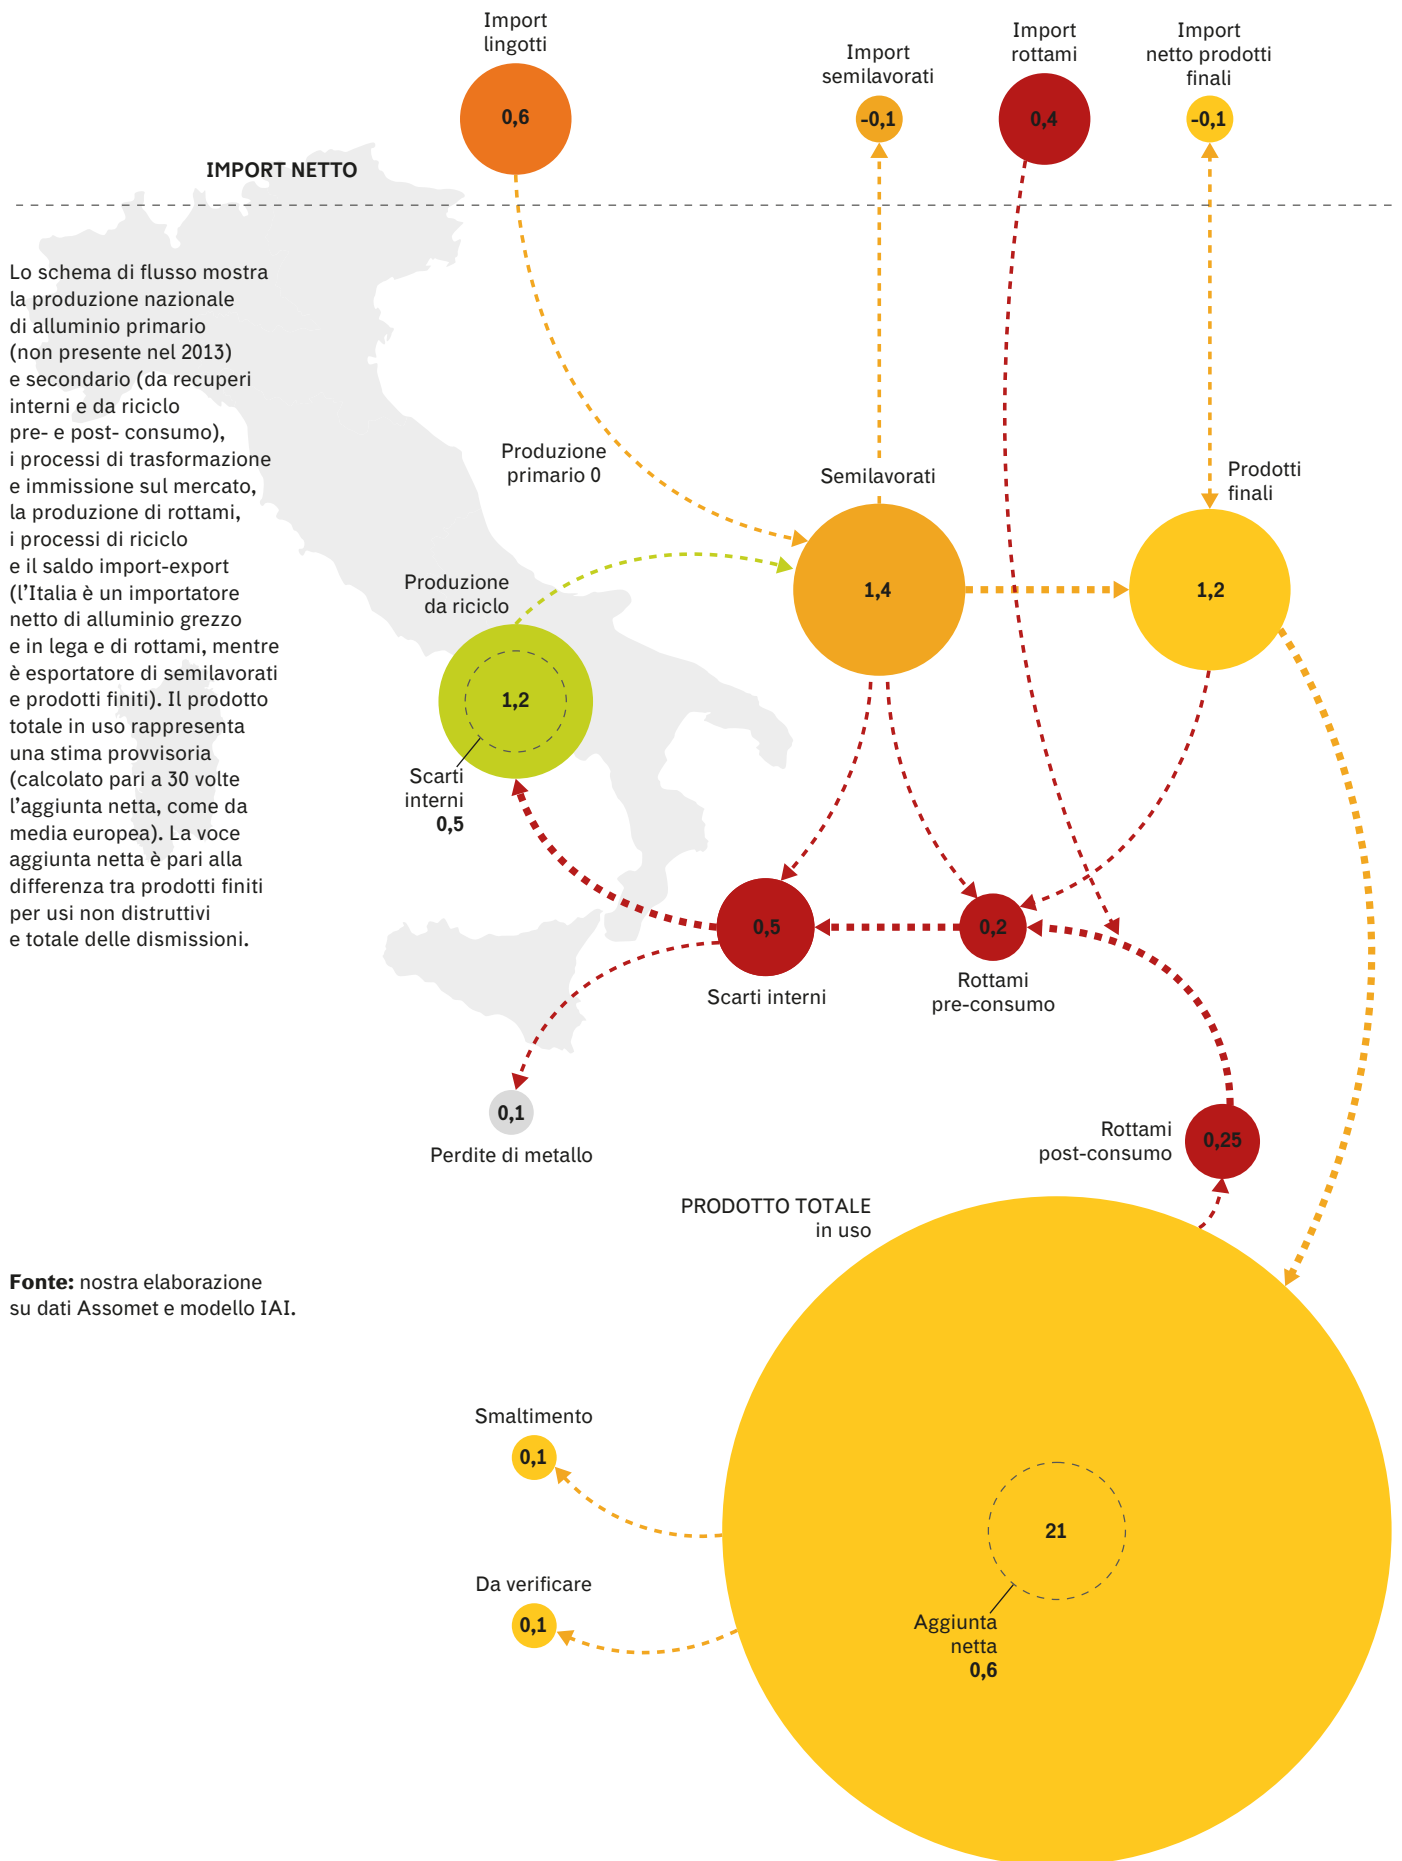 Import
lingotti
0,6
Import
semilavorati
-0,1
Import
rottami
0,4
Import
netto prodotti
finali
-0,1
IMPORT NETTO
Lo schema di flusso mostra
la produzione nazionale
di alluminio primario
(non presente nel 2013)
e secondario (da recuperi
interni e da riciclo
pre- e post- consumo),
i processi di trasformazione
e immissione sul mercato,
la produzione di rottami,
i processi di riciclo
e il saldo import-export
(l'Italia è un importatore
netto di alluminio grezzo
e in lega e di rottami, mentre
è esportatore di semilavorati
e prodotti finiti). Il prodotto
totale in uso rappresenta
una stima provvisoria
(calcolato pari a 30 volte
l'aggiunta netta, come da
media europea). La voce
aggiunta netta è pari alla
differenza tra prodotti finiti
per usi non distruttivi
e totale delle dismissioni.
Produzione
primario 0
Semilavorati
1,4
Prodotti
finali
1,2
Produzione
da riciclo
1,2
Scarti
interni
0,5
0,5
Scarti interni
0,2
Rottami
pre-consumo
0,1
Perdite di metallo
Rottami
post-consumo
0,25
PRODOTTO TOTALE
in uso
Fonte: nostra elaborazione
su dati Assomet e modello IAI.
Smaltimento
0,1
21
Da verificare
0,1
Aggiunta
netta
0,6